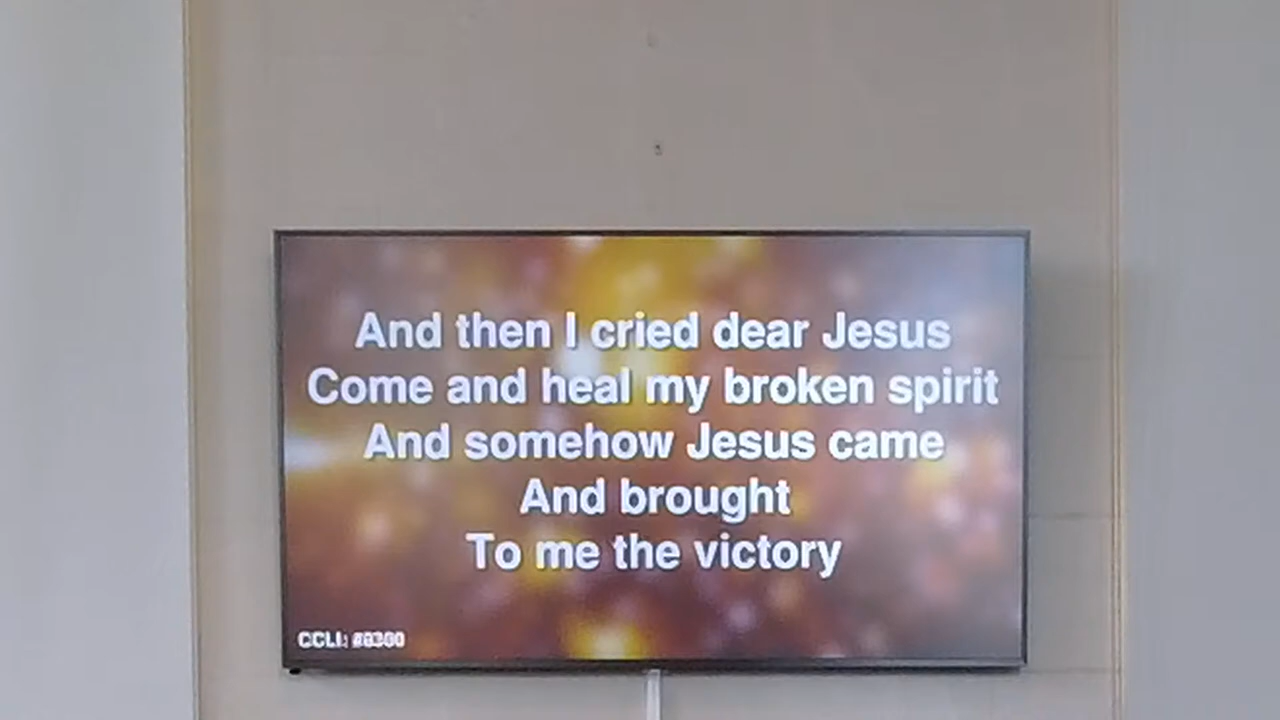 And then I cried dear Jesus
Come and heal my broken spirit
And somehow Jesus came
And brought
To me the victory
CCLI: